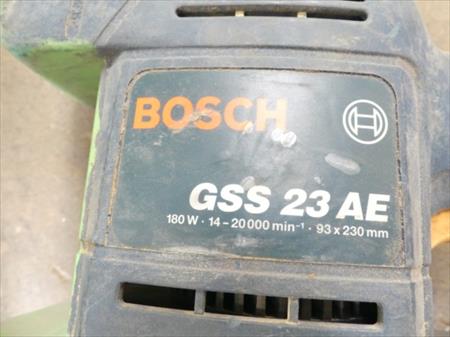 BOSCH
GSS 23 AE
180 W · 14 – 20 000 min⁻¹ · 93 x 230 mm